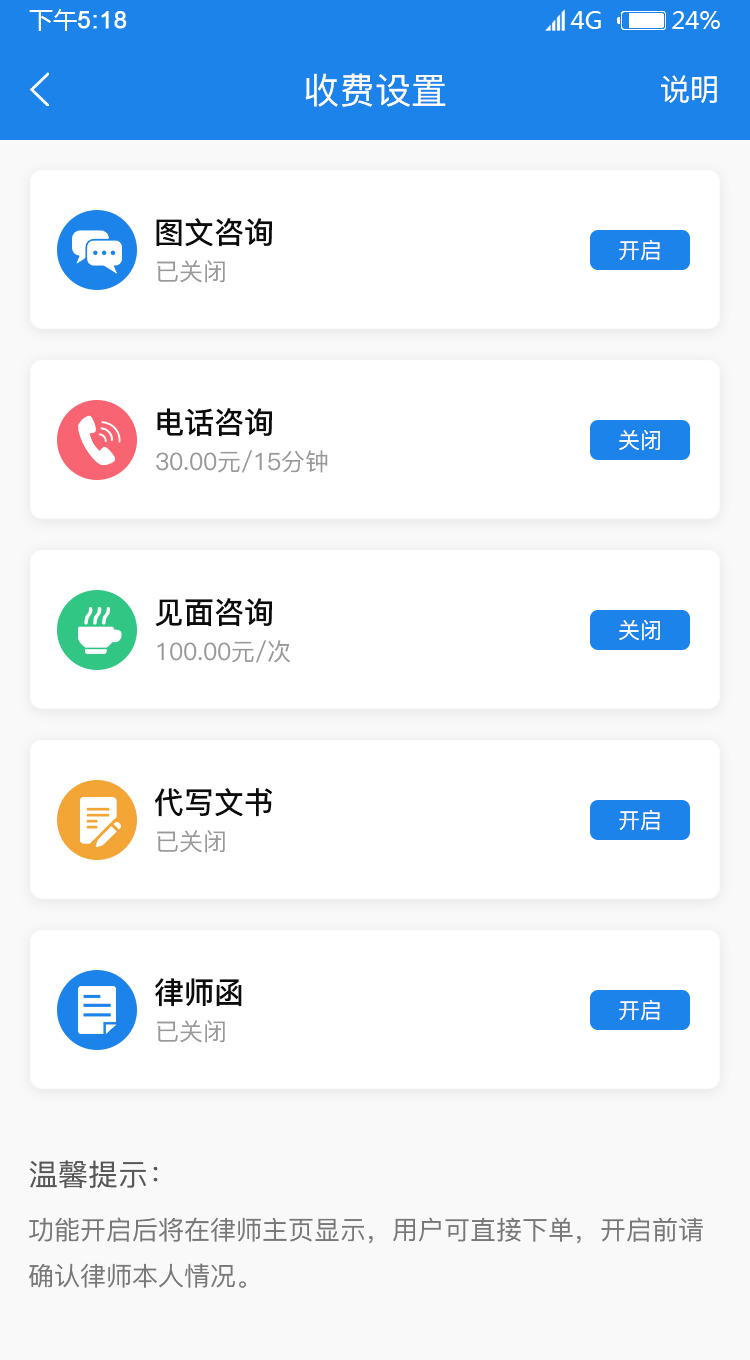 下午5:18 4G 24%
收费设置 说明
图文咨询
已关闭
开启
电话咨询
30.00元/15分钟
关闭
见面咨询
100.00元/次
关闭
代写文书
已关闭
开启
律师函
已关闭
开启
温馨提示：
功能开启后将在律师主页显示，用户可直接下单，开启前请
确认律师本人情况。